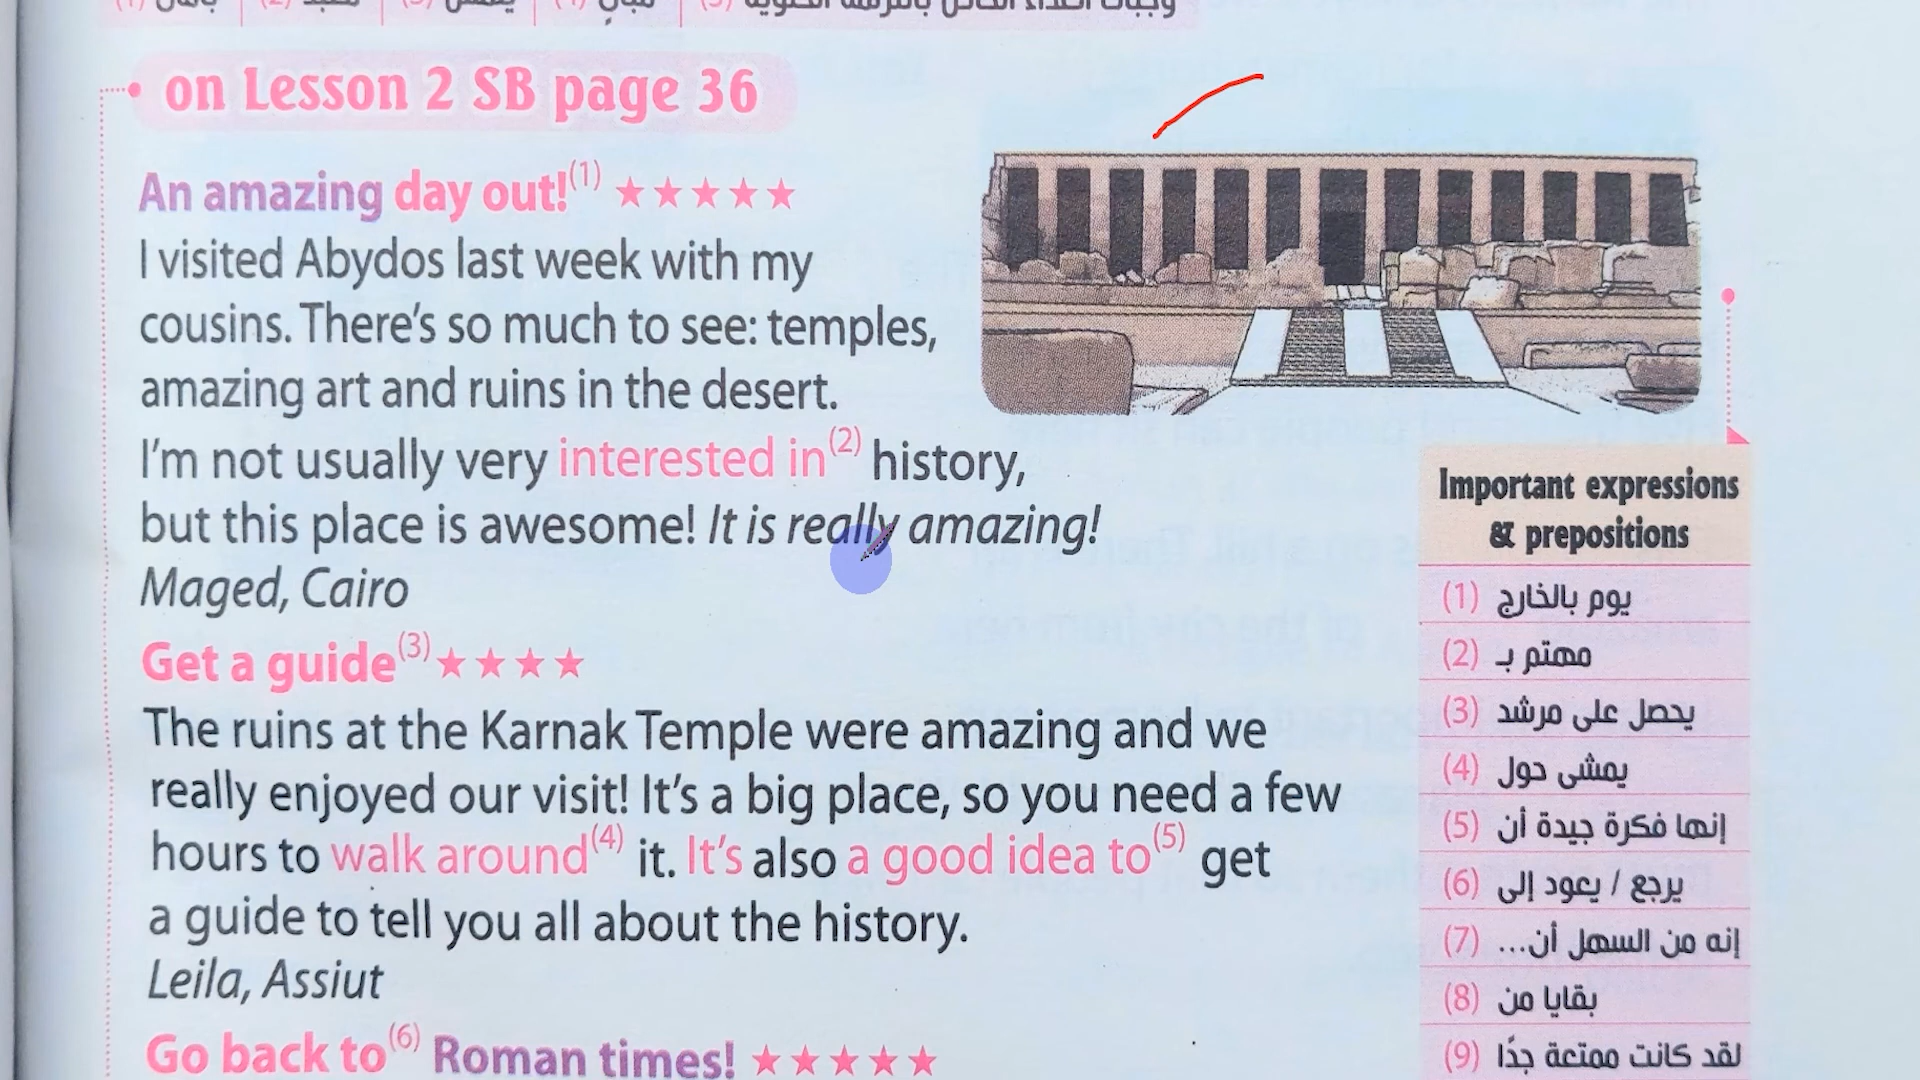 on Lesson 2 SB page 36
An amazing day out!(1) ★★★★★
I visited Abydos last week with my
cousins. There's so much to see: temples,
amazing art and ruins in the desert.
I'm not usually very interested in(2) history,
but this place is awesome! It is really amazing!
Maged, Cairo
Get a guide(3) ★★★★
The ruins at the Karnak Temple were amazing and we
really enjoyed our visit! It's a big place, so you need a few
hours to walk around(4) it. It's also a good idea to(5) get
a guide to tell you all about the history.
Leila, Assiut
Go back to(6) Roman times! ★★★★★
Important expressions
& prepositions
(1) يوم بالخارج
(2) مهتم بـ
(3) يحصل على مرشد
(4) يمشى حول
(5) إنها فكرة جيدة أن
(6) يرجع / يعود إلى
(7) إنه من السهل أن...
(8) بقايا من
(9) لقد كانت ممتعة جدًا